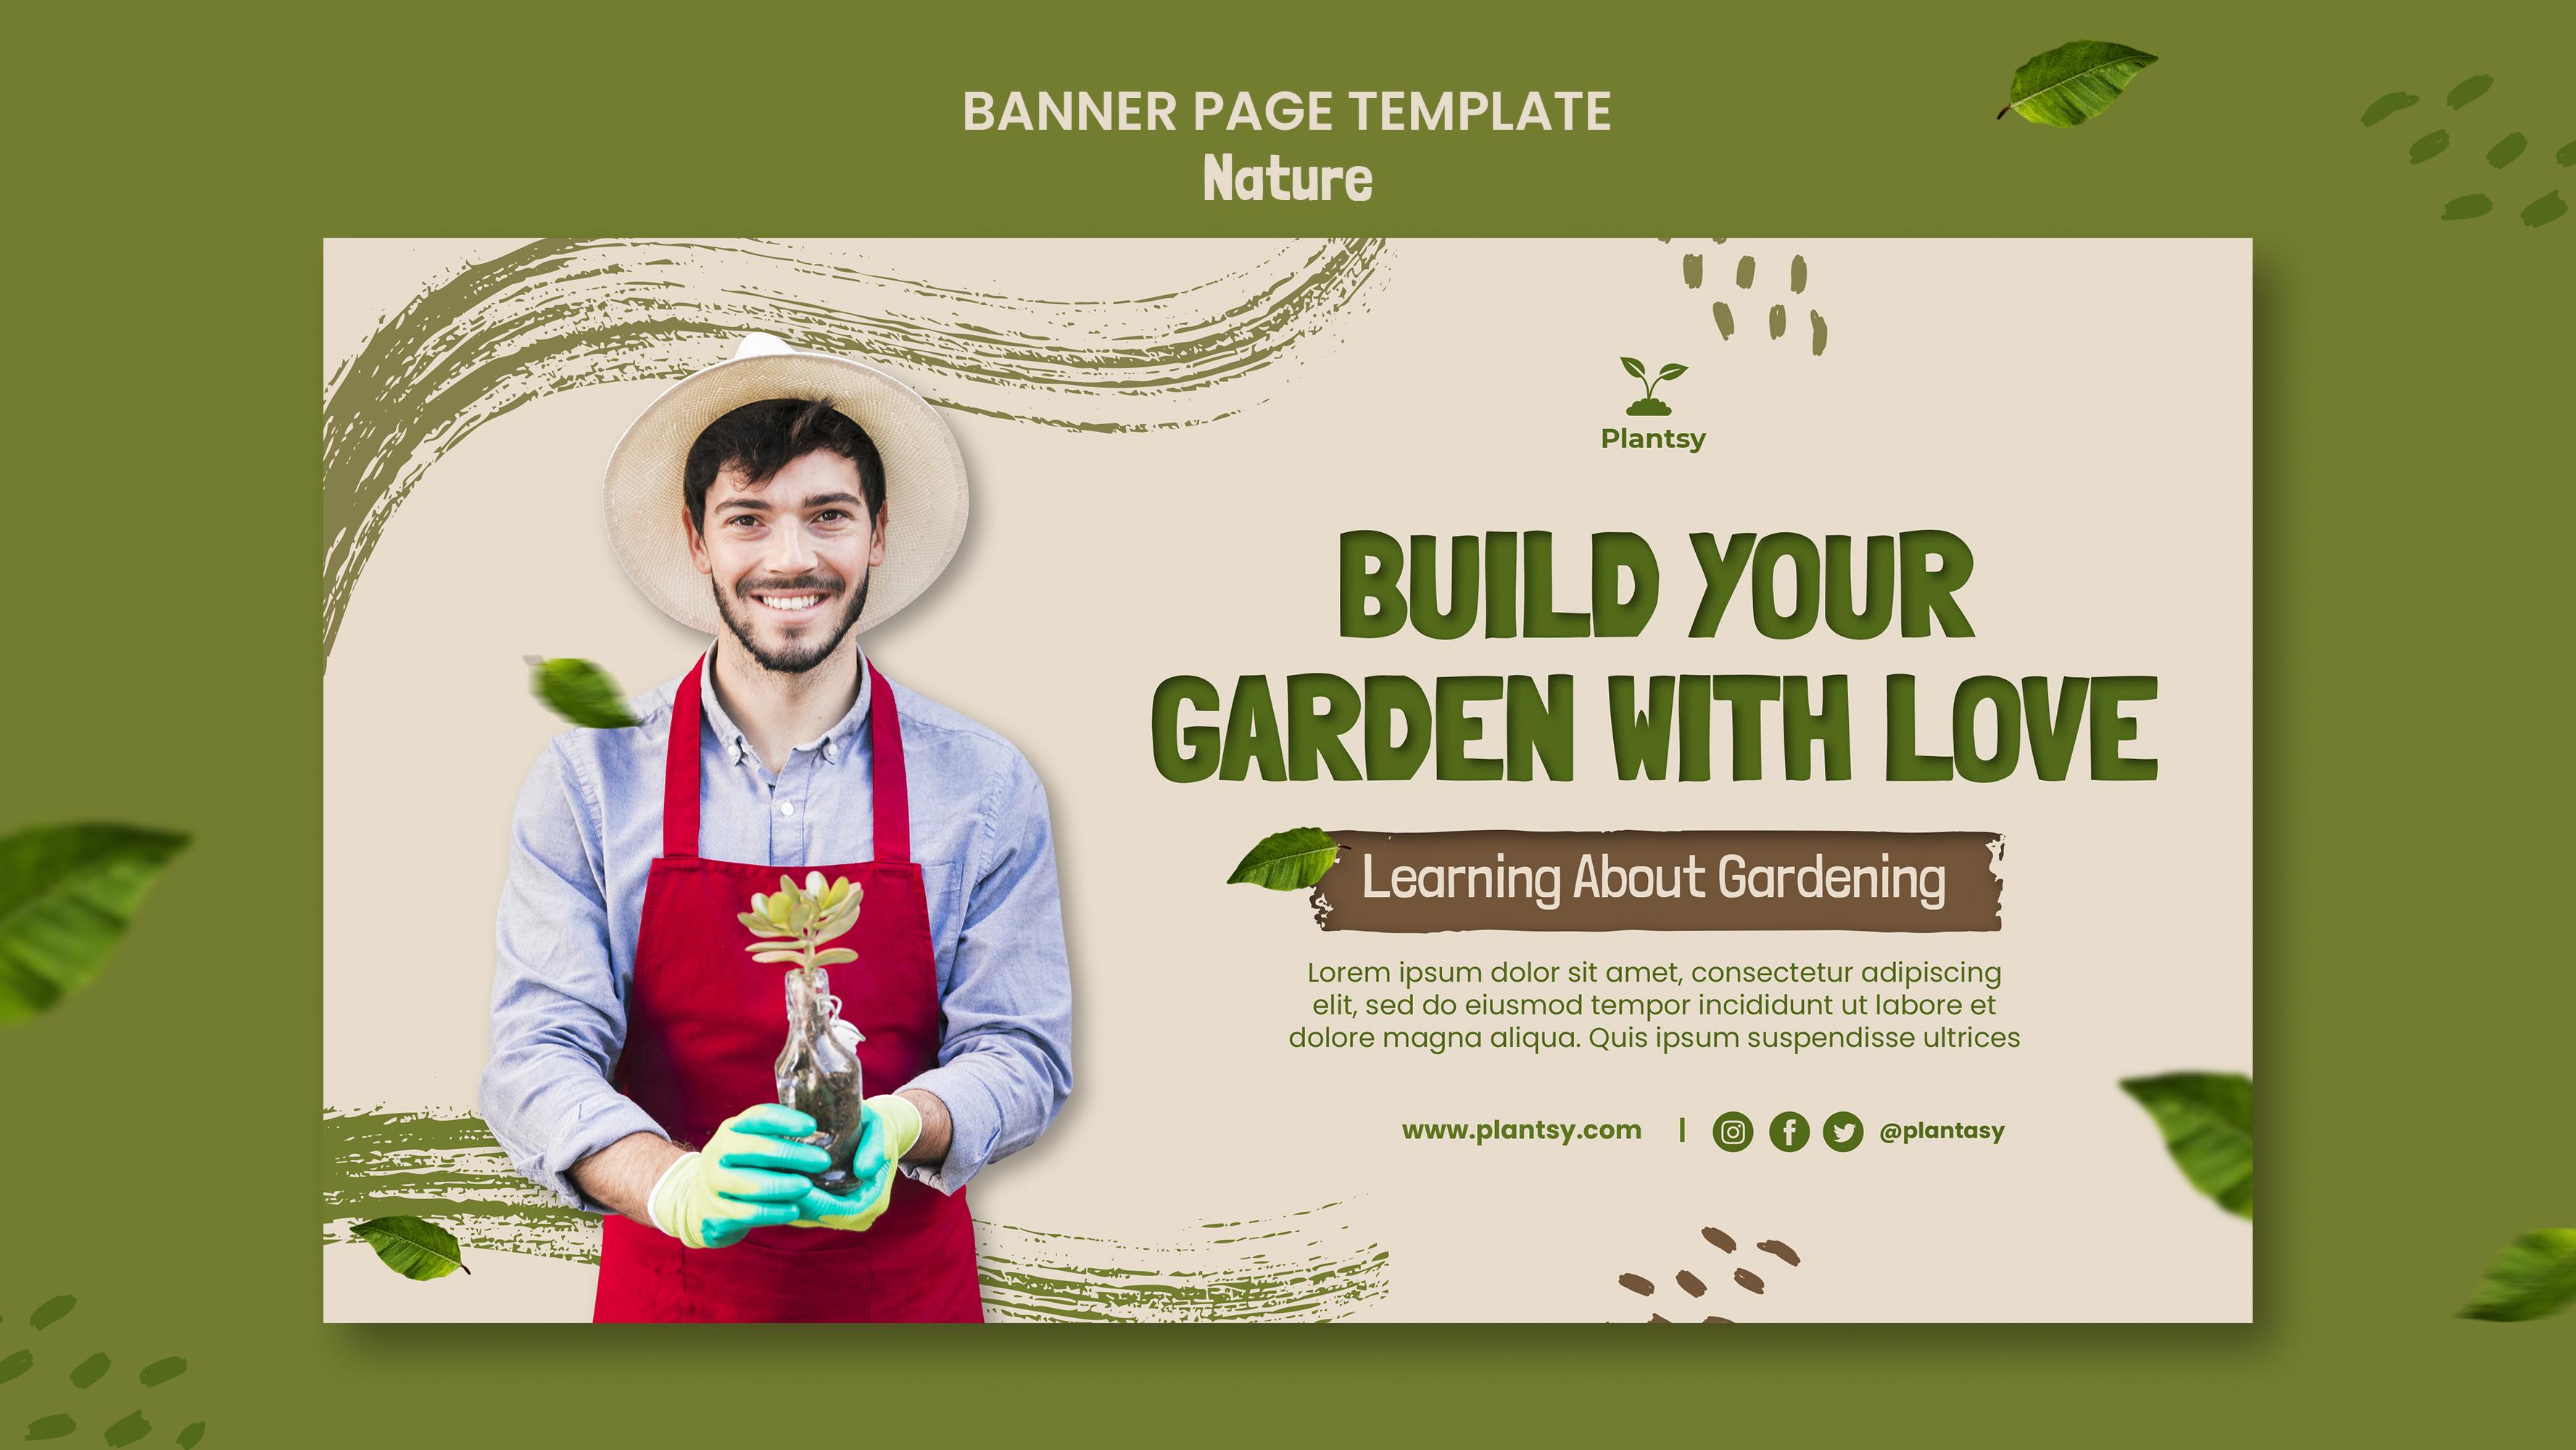 BANNER PAGE TEMPLATE
Nature
Plantsy
BUILD YOUR
GARDEN WITH LOVE
Learning About Gardening
Lorem ipsum dolor sit amet, consectetur adipiscing
elit, sed do eiusmod tempor incididunt ut labore et
dolore magna aliqua. Quis ipsum suspendisse ultrices
www.plantsy.com | @plantasy